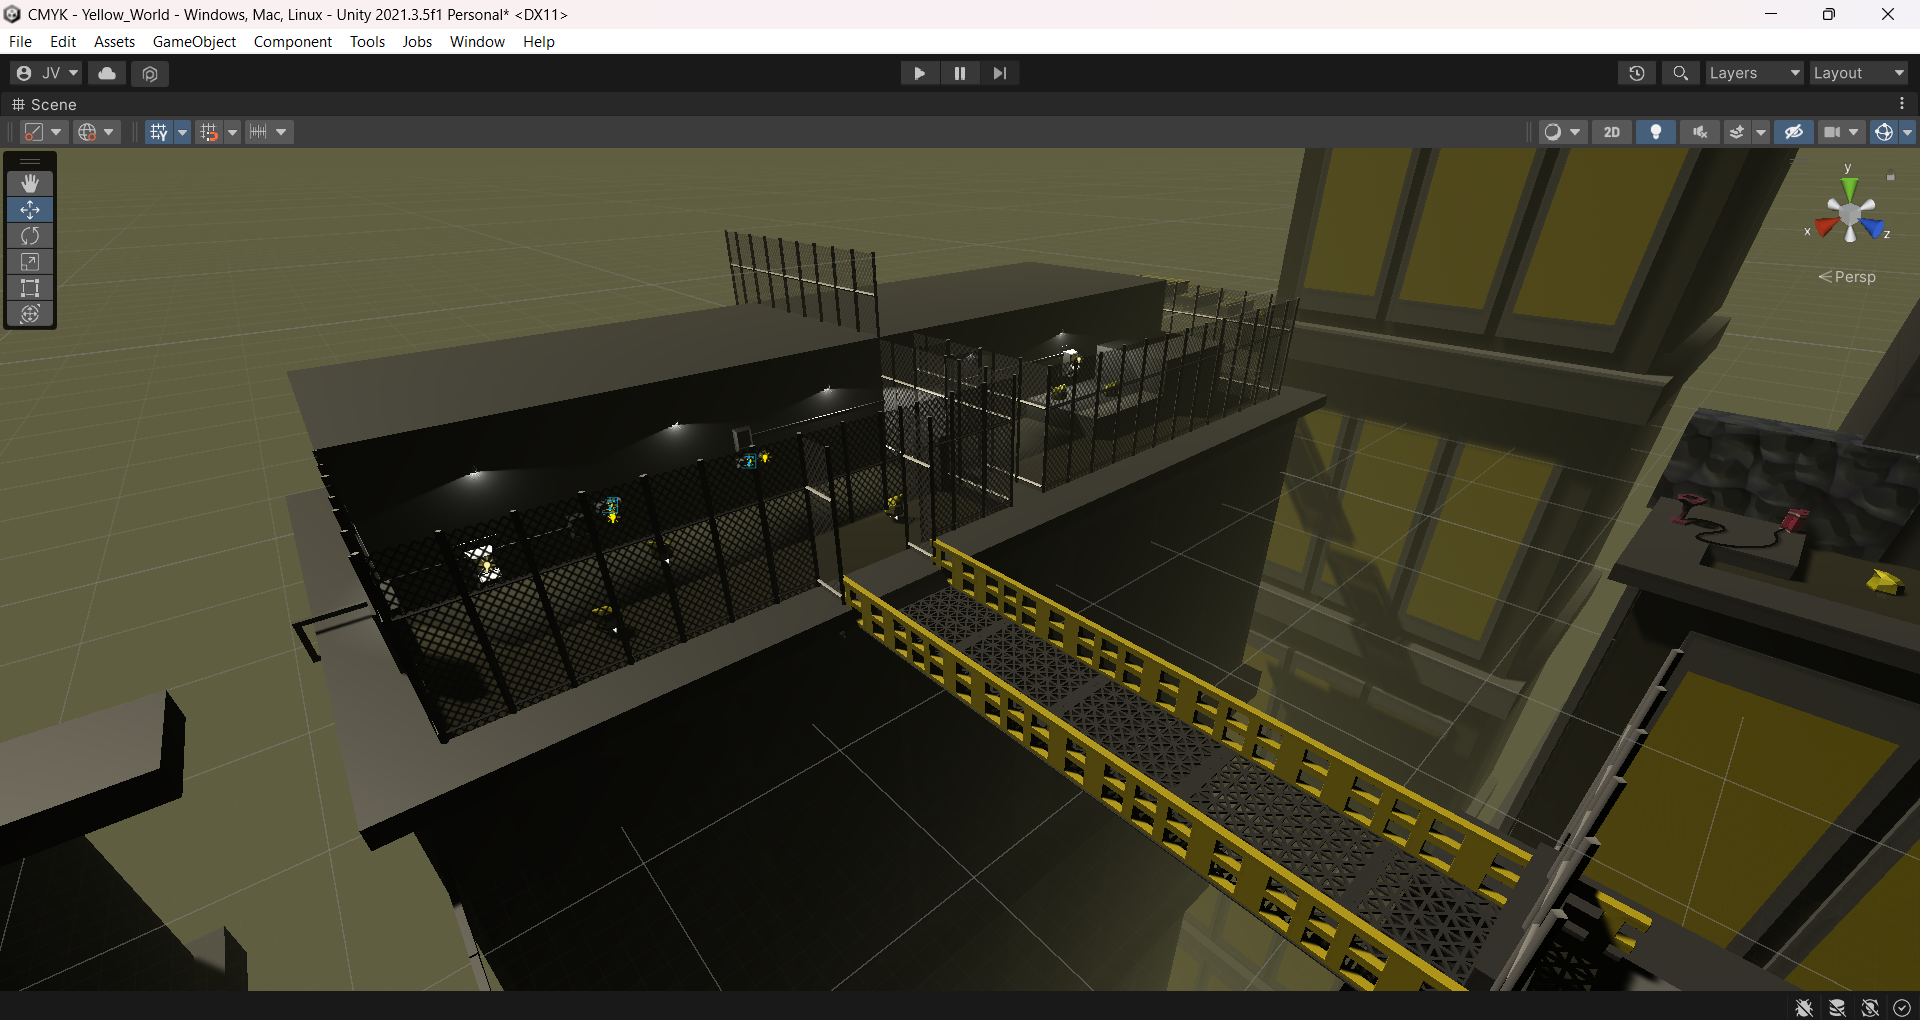 CMYK - Yellow_World - Windows, Mac, Linux - Unity 2021.3.5f1 Personal* <DX11>
File Edit Assets GameObject Component Tools Jobs Window Help
JV Layers Layout
Scene
2D
y
x z
Persp